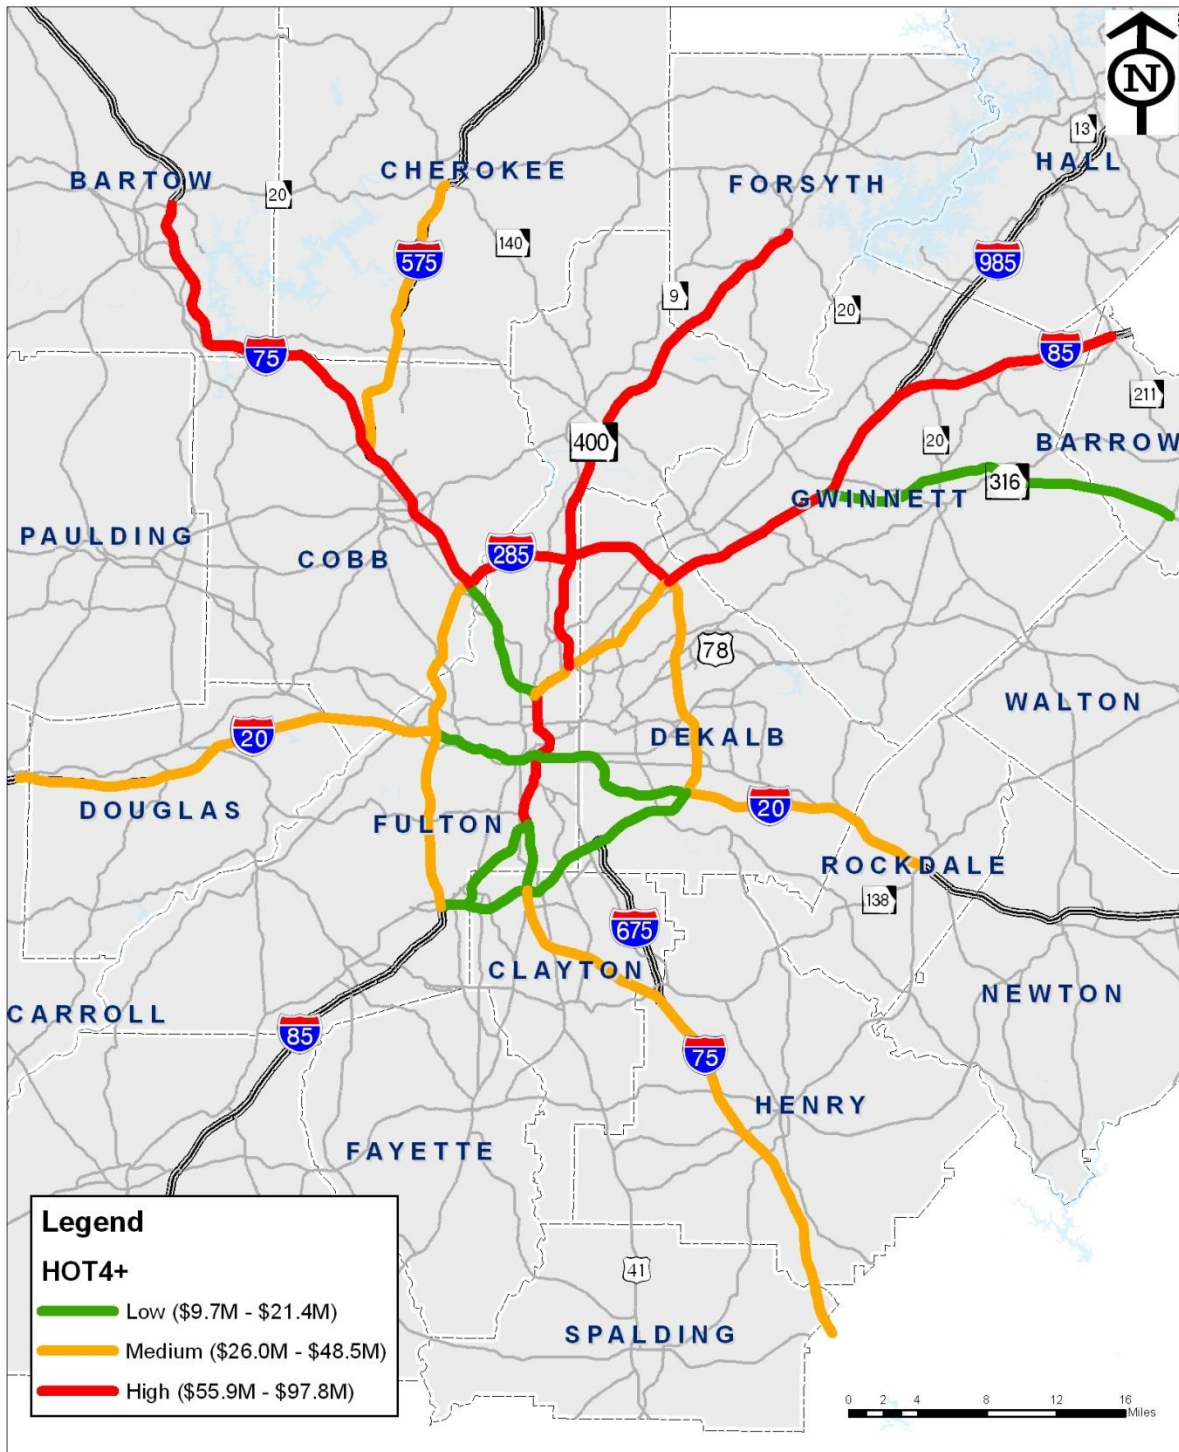 N
13
HALL
BARTOW
CHEROKEE
FORSYTH
20
140
575
985
9
20
75
85
211
400
20
BARROW
316
GWINNETT
PAULDING
COBB
285
78
WALTON
20
DEKALB
DOUGLAS
FULTON
20
ROCKDALE
138
675
CLAYTON
NEWTON
CARROLL
85
75
HENRY
FAYETTE
Legend
HOT4+
Low ($9.7M - $21.4M)
Medium ($26.0M - $48.5M)
High ($55.9M - $97.8M)
41
SPALDING
0 2 4 8 12 16
Miles